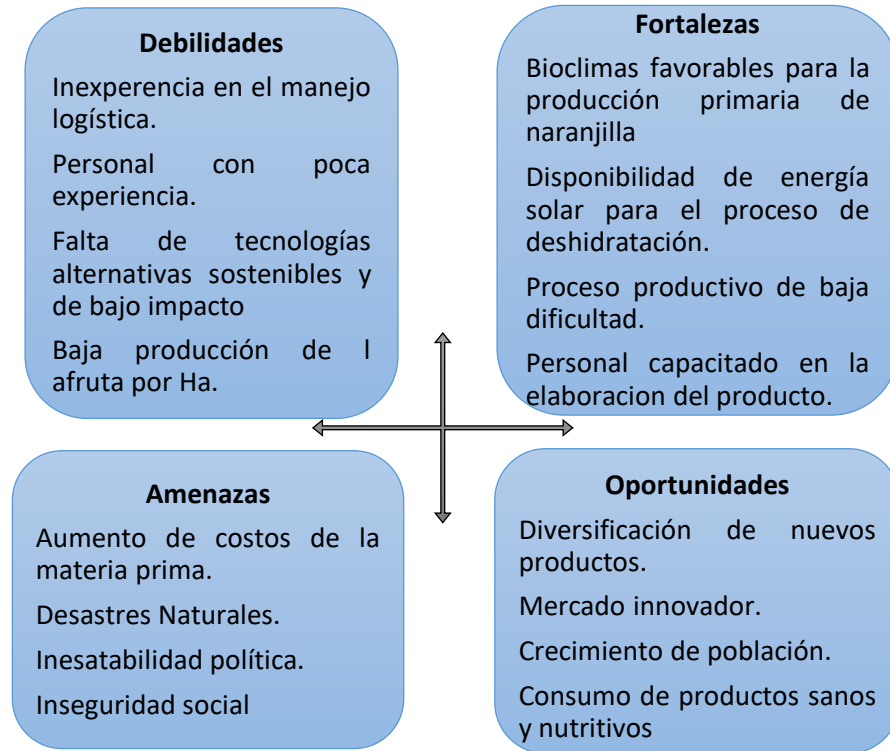 Debilidades
Inexperencia en el manejo
logística.
Personal con poca
experiencia.
Falta de tecnologías
alternativas sostenibles y
de bajo impacto
Baja producción de l
afruta por Ha.
Fortalezas
Bioclimas favorables para la
producción primaria de
naranjilla
Disponibilidad de energía
solar para el proceso de
deshidratación.
Proceso productivo de baja
dificultad.
Personal capacitado en la
elaboracion del producto.
Amenazas
Aumento de costos de la
materia prima.
Desastres Naturales.
Inesatabilidad política.
Inseguridad social
Oportunidades
Diversificación de nuevos
productos.
Mercado innovador.
Crecimiento de población.
Consumo de productos sanos
y nutritivos